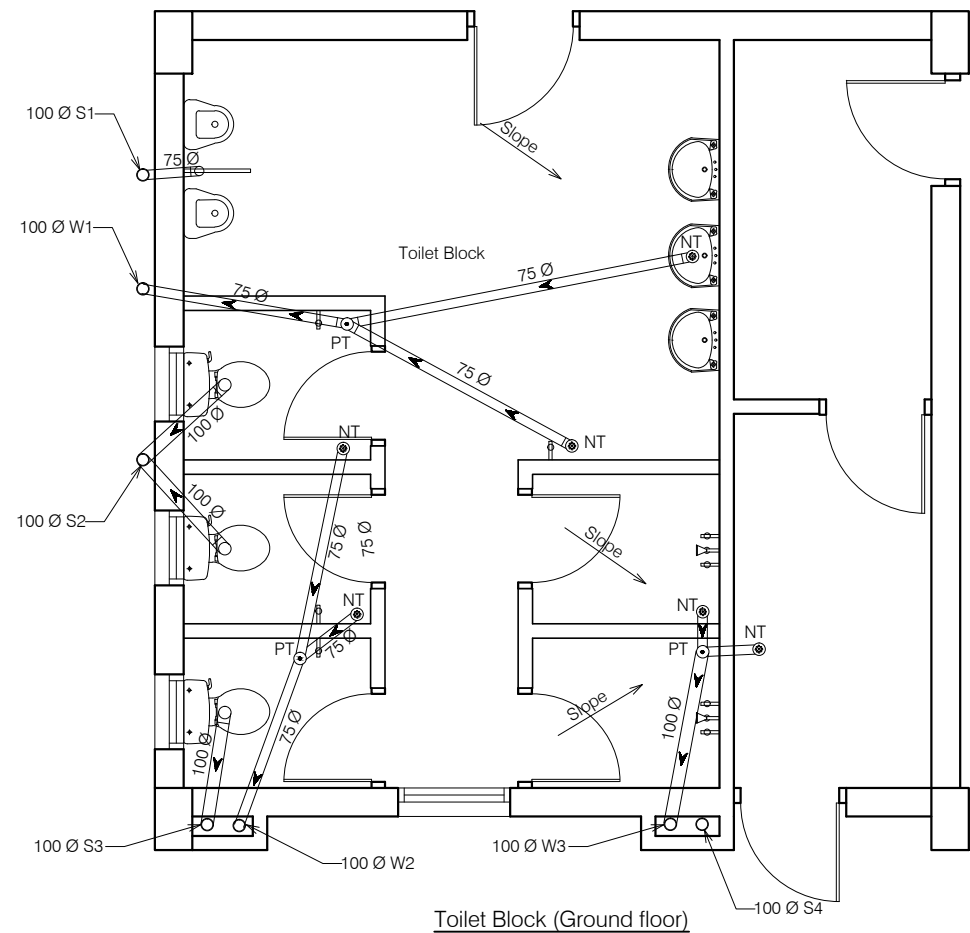 100 Ø S1
75 Ø
Slope
100 Ø W1
Toilet Block
NT
75 Ø
75 Ø
PT
75 Ø
100 Ø
NT
NT
100 Ø S2
100 Ø
75 Ø
75 Ø
Slope
NT
NT
75 Ø
PT
PT
NT
Slope
100 Ø
75 Ø
100 Ø
100 Ø S3
100 Ø W2
100 Ø W3
100 Ø S4
Toilet Block (Ground floor)